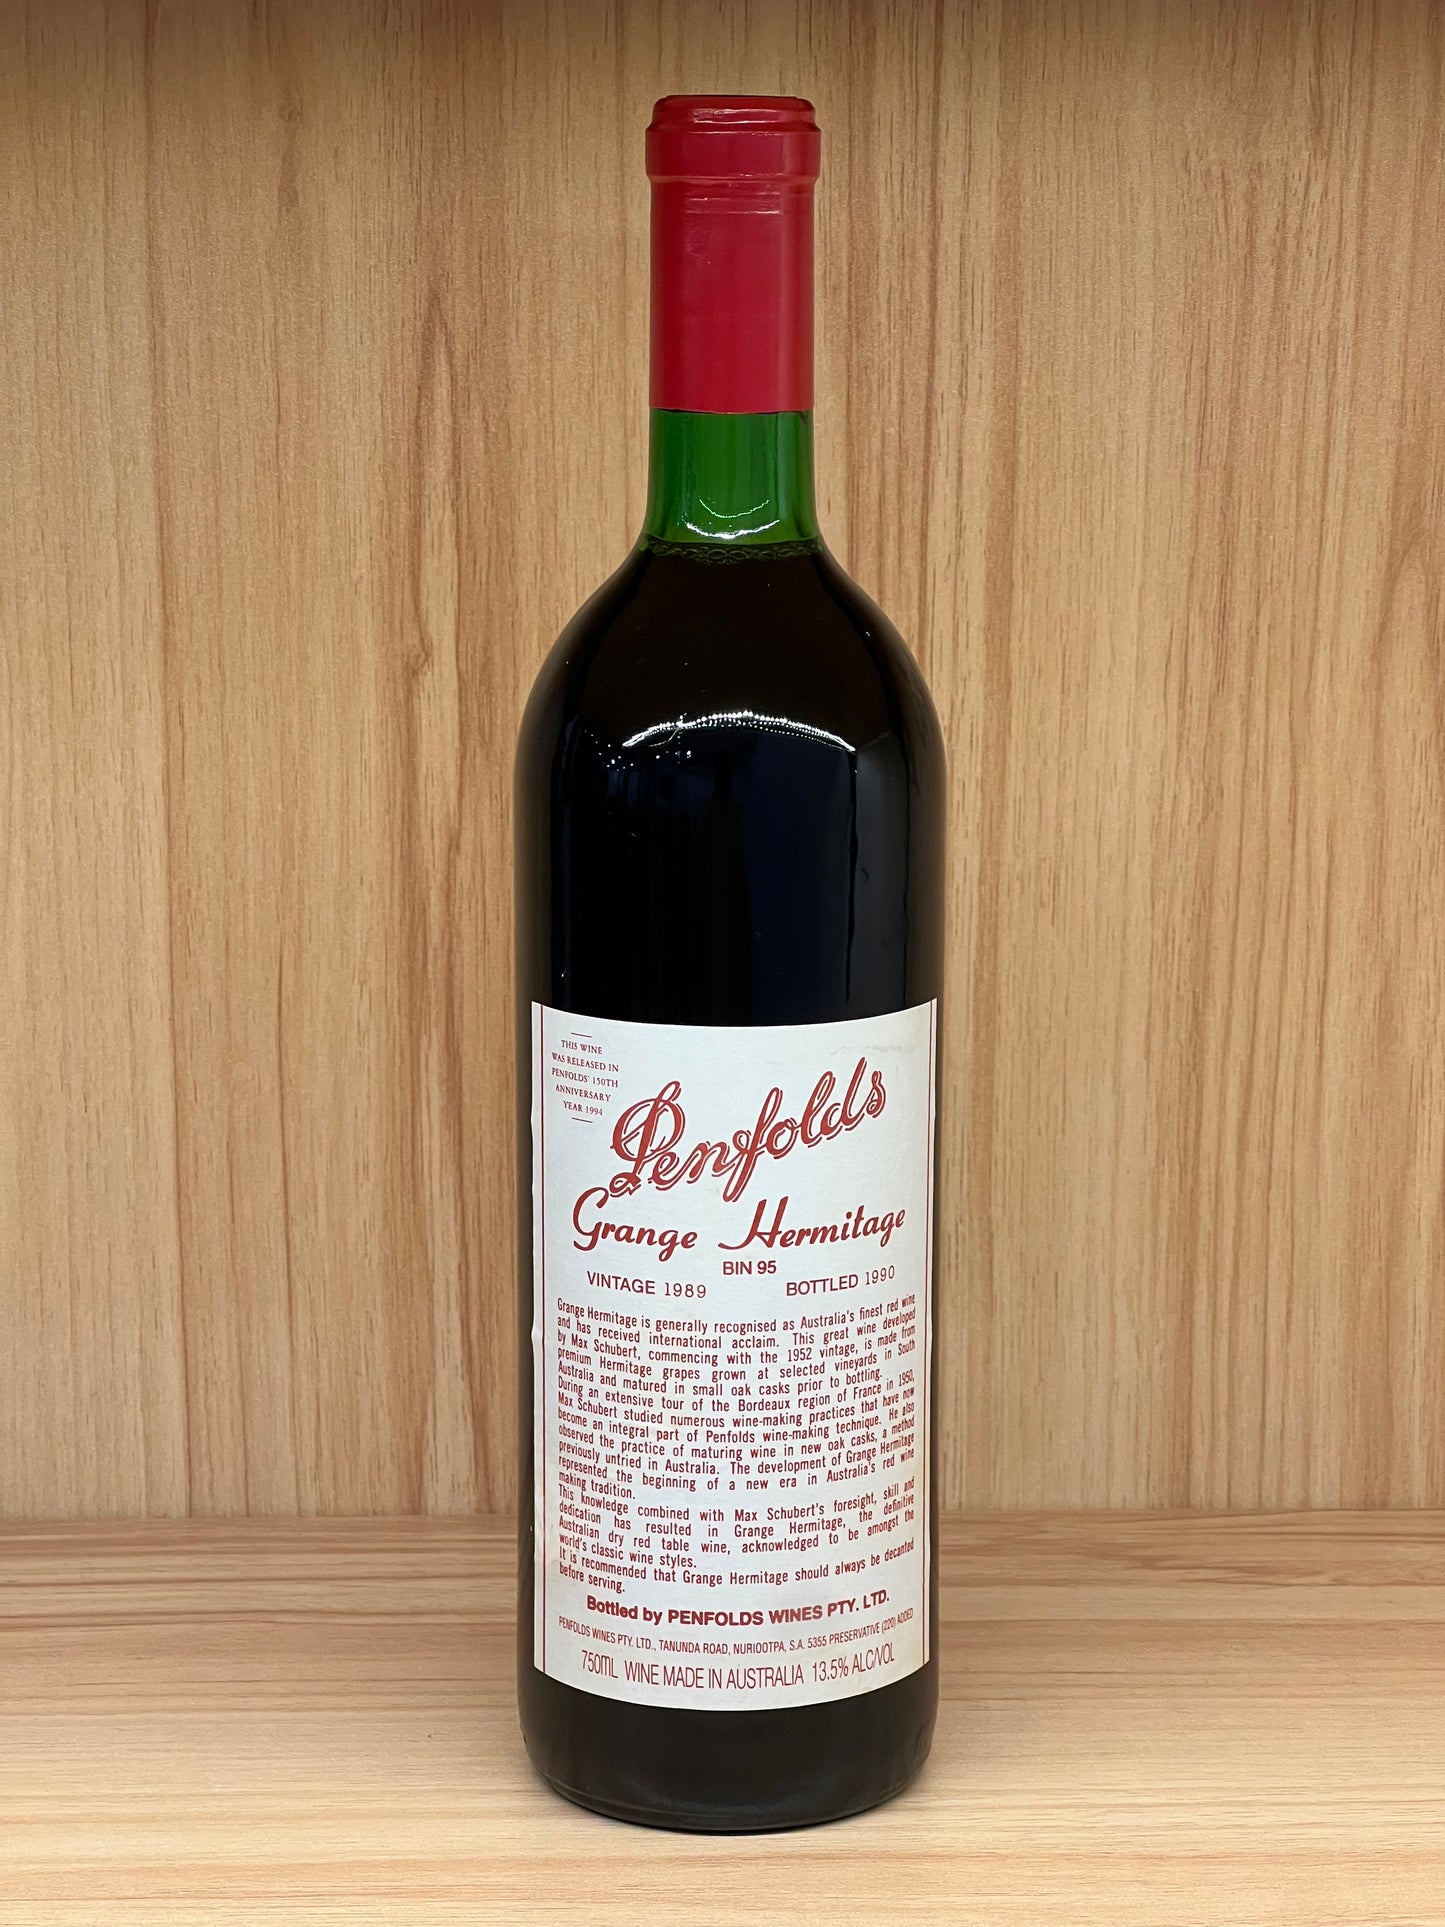 THIS WINE
WAS RELEASED IN
PENFOLDS' 150TH
ANNIVERSARY
YEAR 1994
Penfolds
Grange Hermitage
BIN 95
VINTAGE 1989 BOTTLED 1990
Grange Hermitage is generally recognised as Australia's finest red wine
and has received international acclaim. This great wine developed
by Max Schubert, commencing with the 1952 vintage, is made from
premium Hermitage grapes grown at selected vineyards in South
Australia and matured in small oak casks prior to bottling.
During an extensive tour of the Bordeaux region of France in 1950,
Max Schubert studied numerous wine-making practices that have now
become an integral part of Penfolds wine-making technique. He also
observed the practice of maturing wine in new oak casks, a method
previously untried in Australia. The development of Grange Hermitage
represented the beginning of a new era in Australia's red wine
making tradition.
This knowledge combined with Max Schubert's foresight, skill and
dedication has resulted in Grange Hermitage, the definitive
Australian dry red table wine, acknowledged to be amongst the
world's classic wine styles.
It is recommended that Grange Hermitage should always be decanted
before serving.
Bottled by PENFOLDS WINES PTY. LTD.
PENFOLDS WINES PTY. LTD., TANUNDA ROAD, NURIOOTPA, S.A. 5355 PRESERVATIVE (220) ADDED
750ML WINE MADE IN AUSTRALIA 13.5% ALC/VOL